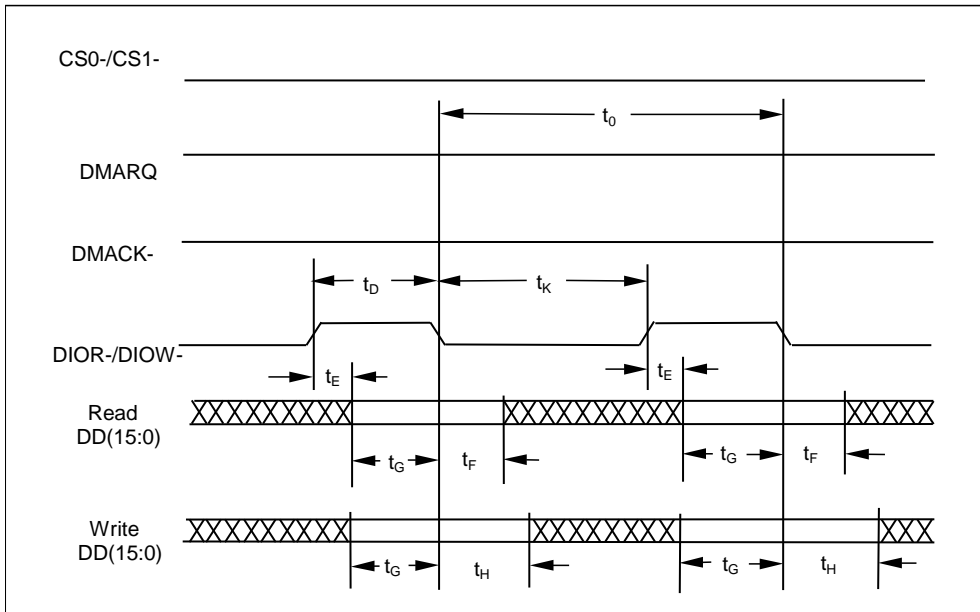 CS0-/CS1-
t0
DMARQ
DMACK-
tD
tK
DIOR-/DIOW-
tE
tE
Read
DD(15:0)
tG
tF
tG
tF
Write
DD(15:0)
tG
tH
tG
tH